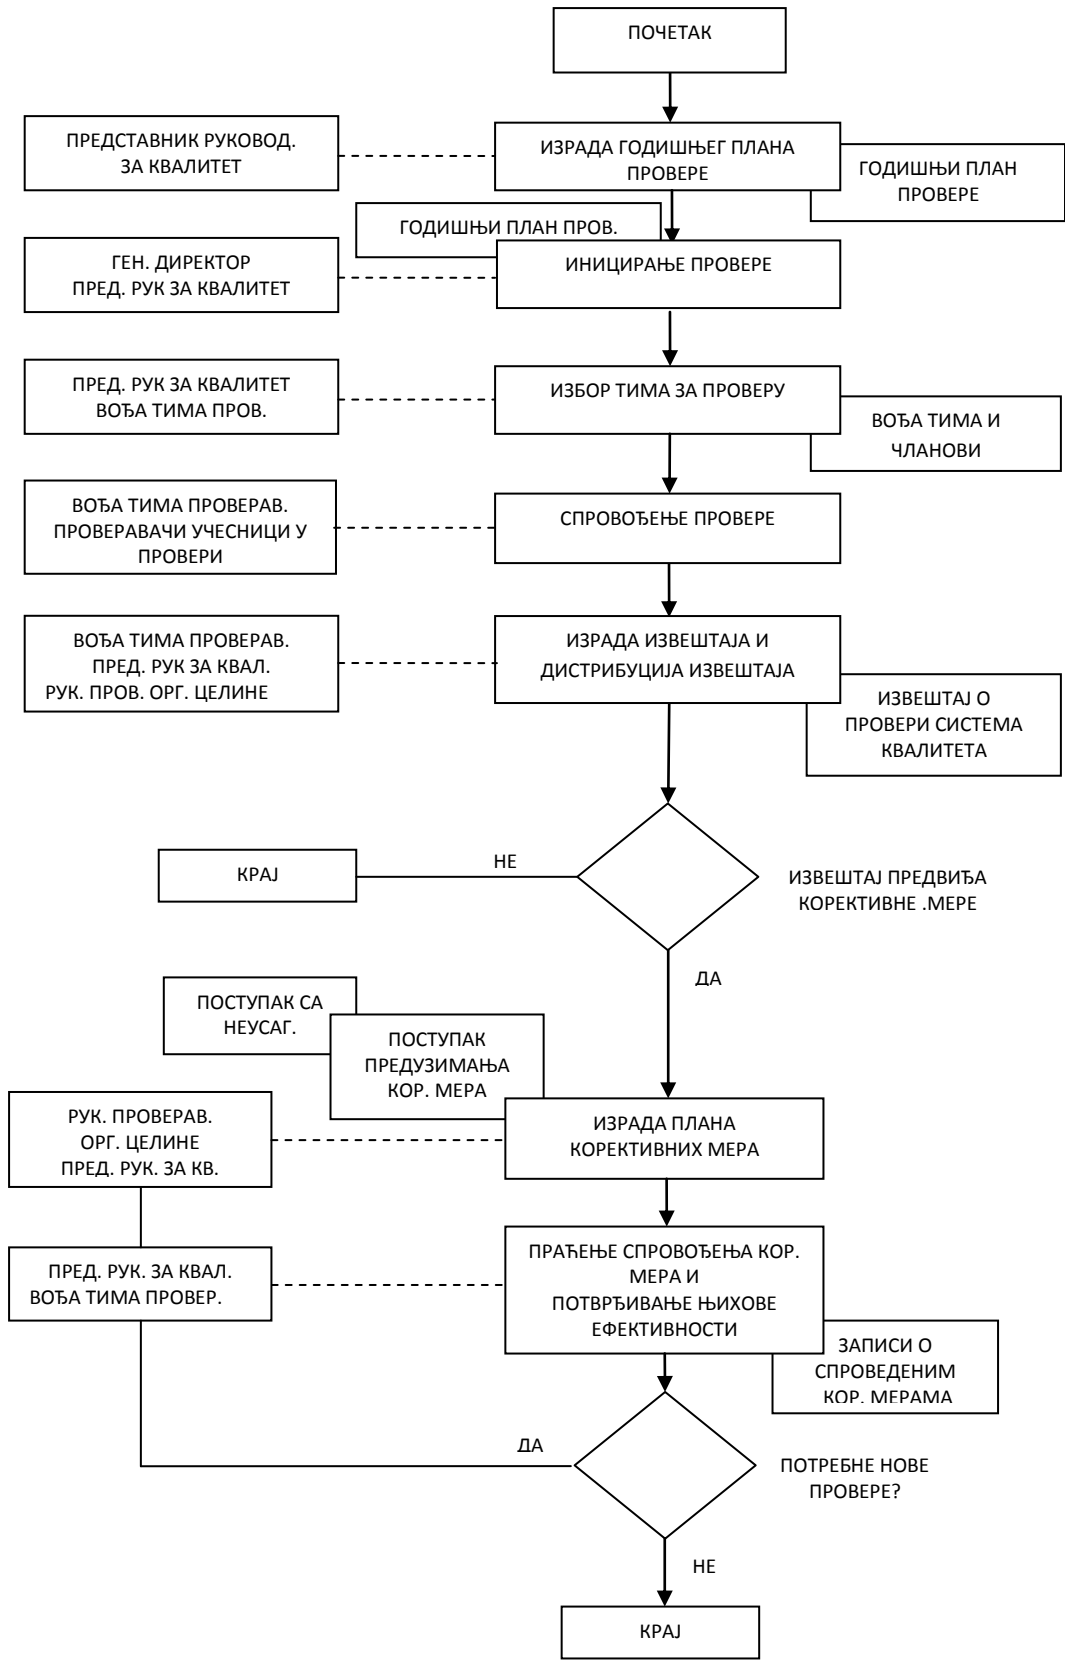 ПОЧЕТАК
ПРЕДСТАВНИК РУКОВОД.
ЗА КВАЛИТЕТ
ИЗРАДА ГОДИШЊЕГ ПЛАНА
ПРОВЕРЕ
ГОДИШЊИ ПЛАН
ПРОВЕРЕ
ГОДИШЊИ ПЛАН ПРОВ.
ГЕН. ДИРЕКТОР
ПРЕД. РУК ЗА КВАЛИТЕТ
ИНИЦИРАЊЕ ПРОВЕРЕ
ПРЕД. РУК ЗА КВАЛИТЕТ
ВОЂА ТИМА ПРОВ.
ИЗБОР ТИМА ЗА ПРОВЕРУ
ВОЂА ТИМА И
ЧЛАНОВИ
ВОЂА ТИМА ПРОВЕРАВ.
ПРОВЕРАВАЧИ УЧЕСНИЦИ У
ПРОВЕРИ
СПРОВОЂЕЊЕ ПРОВЕРЕ
ВОЂА ТИМА ПРОВЕРАВ.
ПРЕД. РУК ЗА КВАЛ.
РУК. ПРОВ. ОРГ. ЦЕЛИНЕ
ИЗРАДА ИЗВЕШТАЈА И
ДИСТРИБУЦИЈА ИЗВЕШТАЈА
ИЗВЕШТАЈ О
ПРОВЕРИ СИСТЕМА
КВАЛИТЕТА
КРАЈ
НЕ
ИЗВЕШТАЈ ПРЕДВИЂА
КОРЕКТИВНЕ .МЕРЕ
ДА
ПОСТУПАК СА
НЕУСАГ.
ПОСТУПАК
ПРЕДУЗИМАЊА
КОР. МЕРА
РУК. ПРОВЕРАВ.
ОРГ. ЦЕЛИНЕ
ПРЕД. РУК. ЗА КВ.
ИЗРАДА ПЛАНА
КОРЕКТИВНИХ МЕРА
ПРЕД. РУК. ЗА КВАЛ.
ВОЂА ТИМА ПРОВЕР.
ПРАЋЕЊЕ СПРОВОЂЕЊА КОР.
МЕРА И
ПОТВРЂИВАЊЕ ЊИХОВЕ
ЕФЕКТИВНОСТИ
ЗАПИСИ О
СПРОВЕДЕНИМ
КОР. МЕРАМА
ДА
ПОТРЕБНЕ НОВЕ
ПРОВЕРЕ?
НЕ
КРАЈ